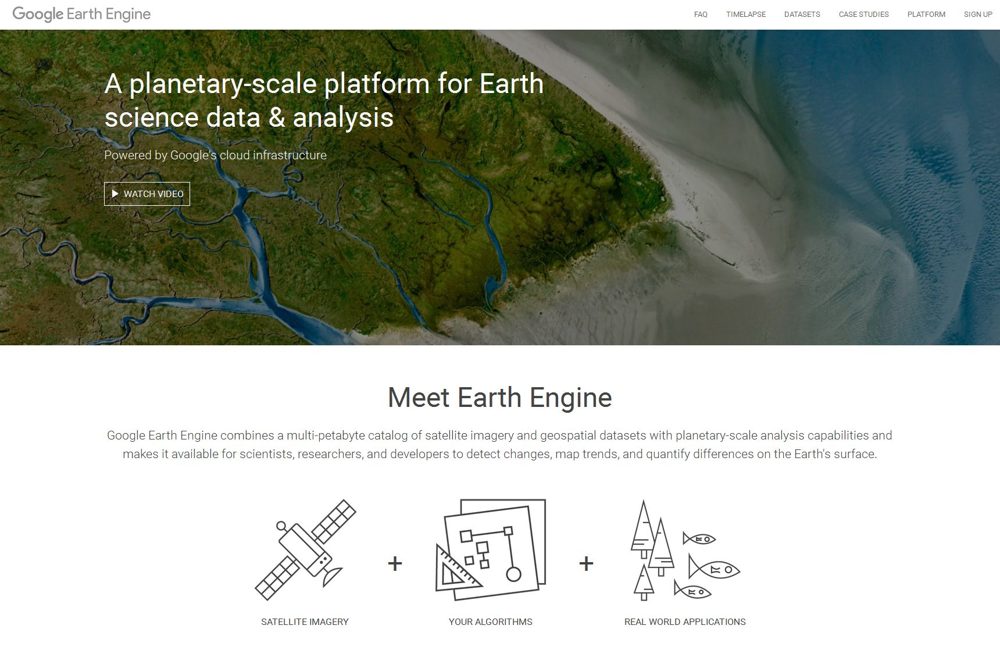 Google Earth Engine
FAQ TIMELAPSE DATASETS CASE STUDIES PLATFORM SIGN UP
A planetary-scale platform for Earth
science data & analysis
Powered by Google's cloud infrastructure
WATCH VIDEO
Meet Earth Engine
Google Earth Engine combines a multi-petabyte catalog of satellite imagery and geospatial datasets with planetary-scale analysis capabilities and
makes it available for scientists, researchers, and developers to detect changes, map trends, and quantify differences on the Earth's surface.
+ +
SATELLITE IMAGERY YOUR ALGORITHMS REAL WORLD APPLICATIONS